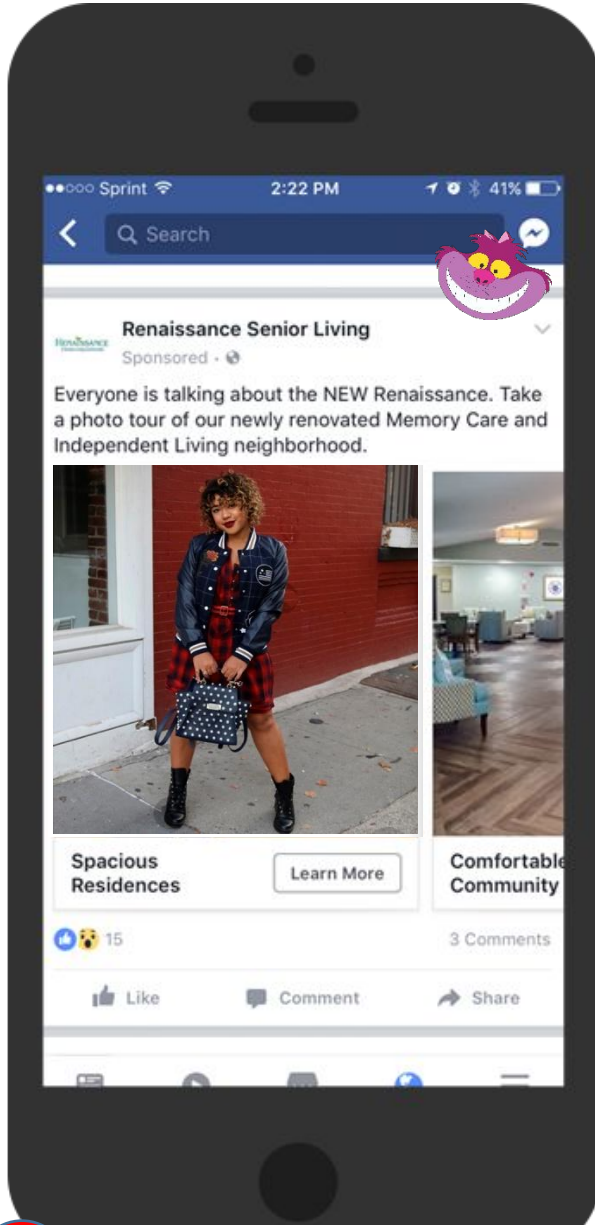 Sprint 2:22 PM 41%
Search
Renaissance Senior Living
Sponsored ·
Everyone is talking about the NEW Renaissance. Take
a photo tour of our newly renovated Memory Care and
Independent Living neighborhood.
Spacious
Residences
Learn More
Comfortable
Community
15
3 Comments
Like Comment Share